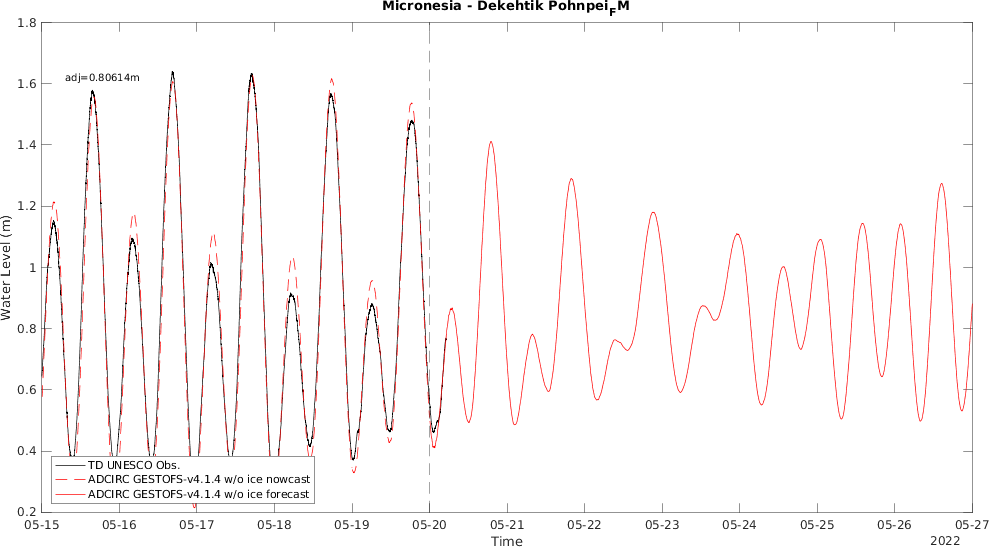 Micronesia - Dekehtik Pohnpei_FM
adj=0.80614m
Water Level (m)
1.8
1.6
1.4
1.2
1
0.8
0.6
0.4
0.2
TD UNESCO Obs.
ADCIRC GESTOFS-v4.1.4 w/o ice nowcast
ADCIRC GESTOFS-v4.1.4 w/o ice forecast
05-15 05-16 05-17 05-18 05-19 05-20 05-21 05-22 05-23 05-24 05-25 05-26 05-27
Time
2022